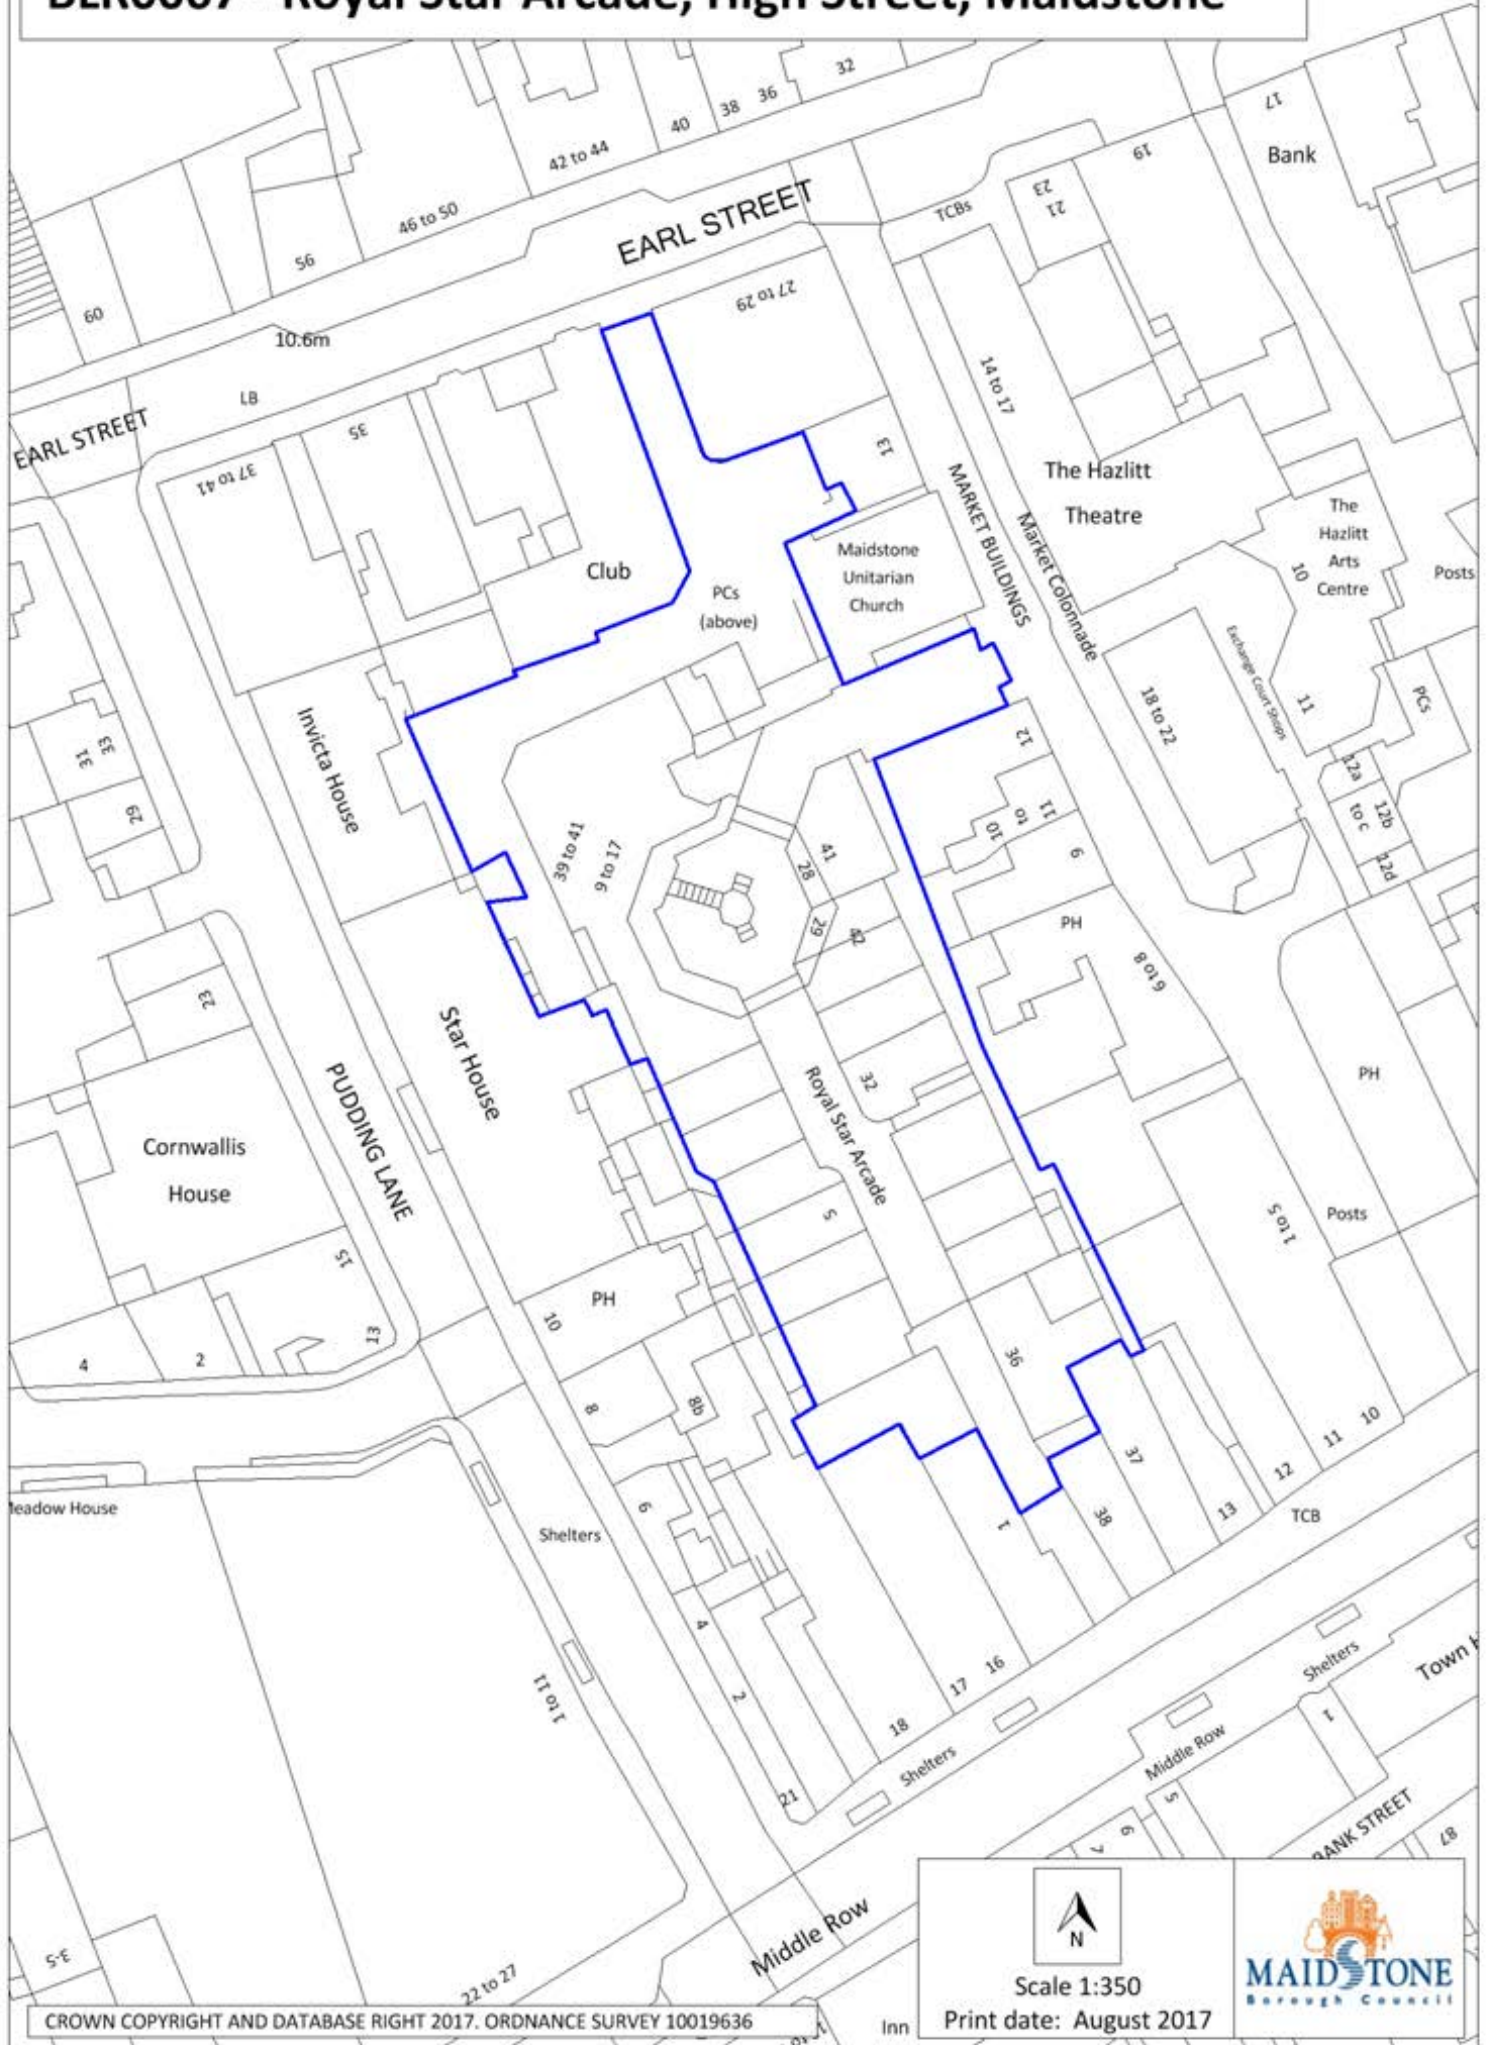 Royal Star Arcade, High Street, Maidstone
32
36
38
40
42 to 44
46 to 50
56
60
17
Bank
19
23
21
TCBs
EARL STREET
27 to 29
10.6m
LB
EARL STREET
35
37 to 41
14 to 17
13
MARKET BUILDINGS
Market Colonnade
The Hazlitt
Theatre
The
Hazlitt
Arts
Centre
10
Posts
Club
PCs
(above)
Maidstone
Unitarian
Church
Exchange Court Shops
18 to 22
11
PCs
12a
12b
to c
12d
Invicta House
33
31
29
12
11
to
10
9
39 to 41
9 to 17
41
28
29
42
PH
6 to 8
23
Star House
PUDDING LANE
Royal Star Arcade
32
PH
Cornwallis
House
5
1 to 5
Posts
15
10
PH
13
4
2
36
8
8b
37
10
11
12
13
TCB
38
1
Meadow House
Shelters
6
4
2
16
17
18
Shelters
1 to 11
21
Shelters
Town H
Middle Row
1
5
6
7
BANK STREET
87
3-5
22 to 27
Middle Row
Inn
N
Scale 1:350
Print date: August 2017
MAIDSTONE
Borough Council
CROWN COPYRIGHT AND DATABASE RIGHT 2017. ORDNANCE SURVEY 10019636